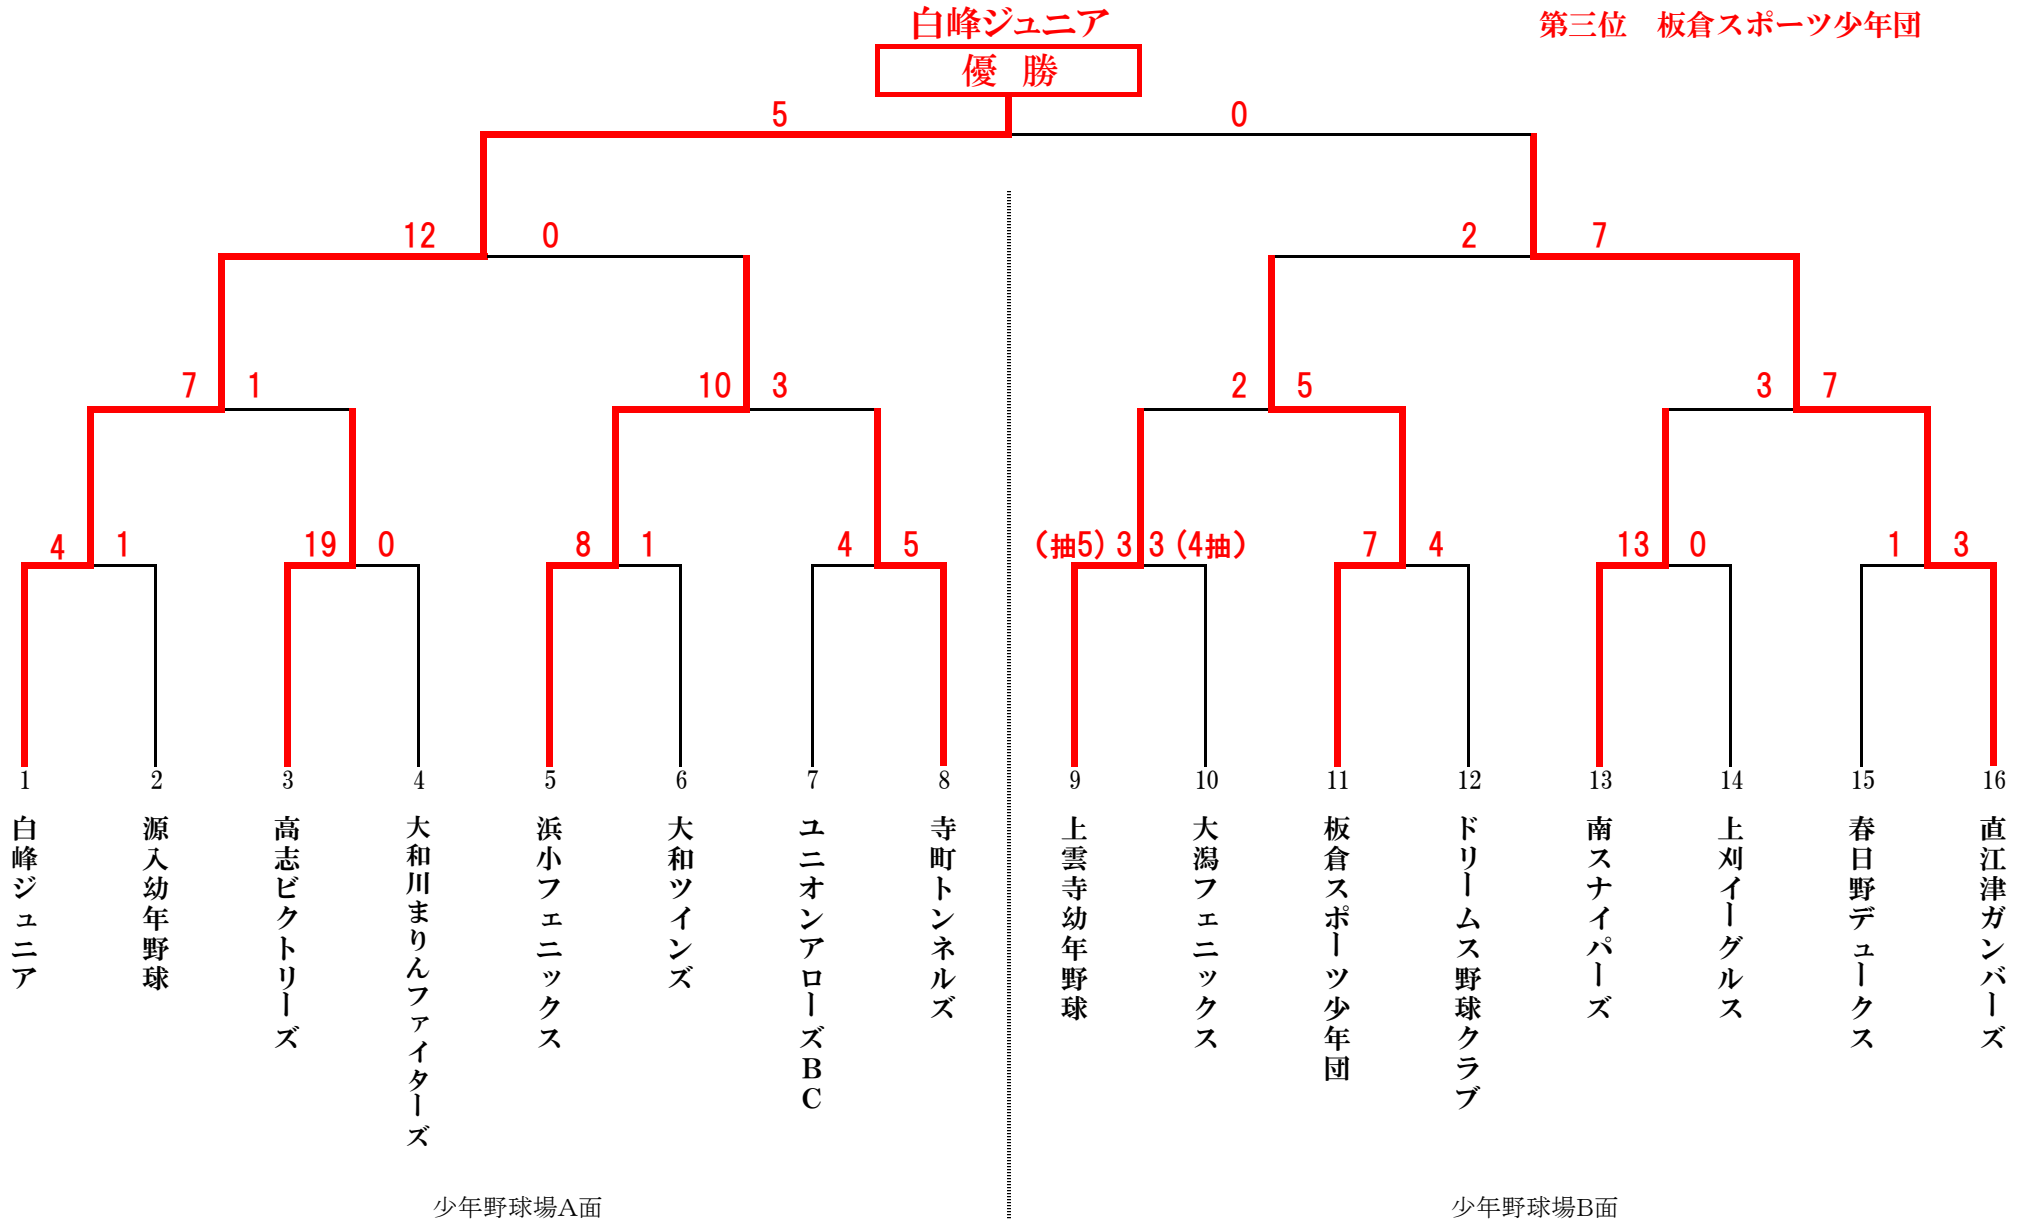 白峰ジュニア
第三位　板倉スポーツ少年団
優 勝
5
0
12
0
2
7
7
1
10
3
2
5
3
7
4
1
19
0
8
1
4
5
(抽5) 3
3 (4抽)
7
4
13
0
1
3
1
2
3
4
5
6
7
8
9
10
11
12
13
14
15
16
白峰ジュニア
源入幼年野球
高志ビクトリーズ
大和川まりんファイターズ
浜小フェニックス
大和ツインズ
ユニオンアローズBC
寺町トンネルズ
上雲寺幼年野球
大潟フェニックス
板倉スポーツ少年団
ドリームス野球クラブ
南スナイパーズ
上刈イーグルス
春日野デュークス
直江津ガンバーズ
少年野球場A面
少年野球場B面